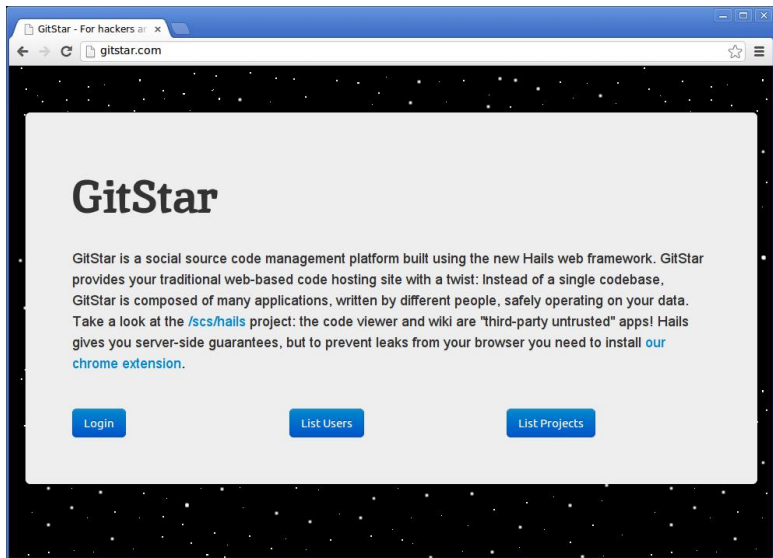 GitStar - For hackers ar
gitstar.com
GitStar
GitStar is a social source code management platform built using the new Hails web framework. GitStar
provides your traditional web-based code hosting site with a twist: Instead of a single codebase,
GitStar is composed of many applications, written by different people, safely operating on your data.
Take a look at the /scs/hails project: the code viewer and wiki are "third-party untrusted" apps! Hails
gives you server-side guarantees, but to prevent leaks from your browser you need to install our
chrome extension.
Login
List Users
List Projects